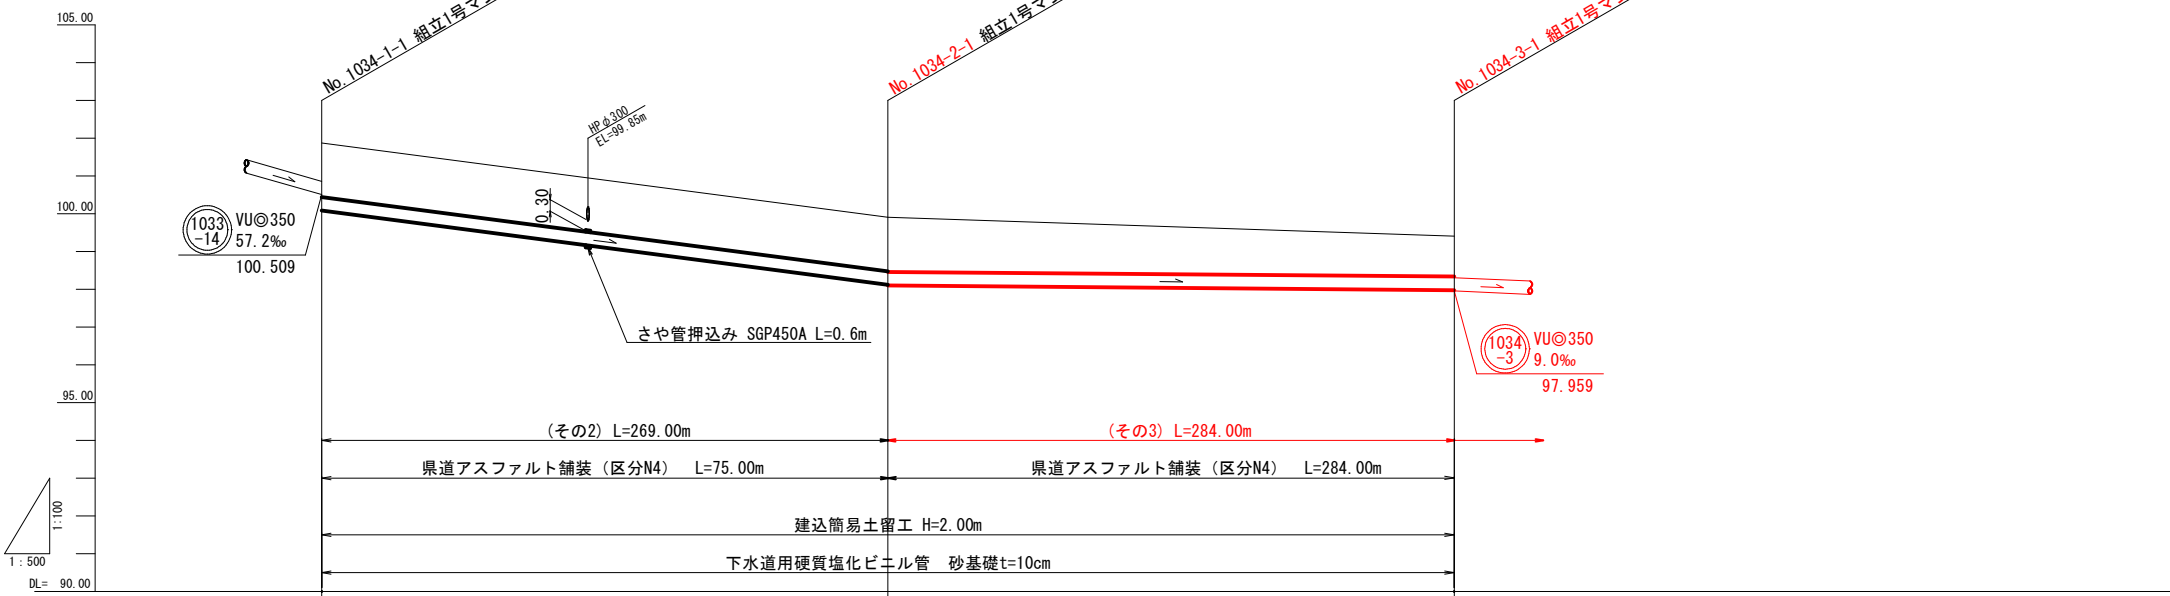 105.00
No.1034-1-1 組立1号マ
No.1034-2-1 組立1号マ
No.1034-3-1 組立1号マ
HPφ300
EL=99.85m
0.30
100.00
1033
-14
VU◎350
57.2‰
100.509
さや管押込み SGP450A L=0.6m
1034
-3
VU◎350
9.0‰
97.959
95.00
(その2) L=269.00m
(その3) L=284.00m
県道アスファルト舗装（区分N4） L=75.00m
県道アスファルト舗装（区分N4） L=284.00m
1:100
1:500
建込簡易土留工 H=2.00m
下水道用硬質塩化ビニル管 砂基礎t=10cm
DL= 90.00